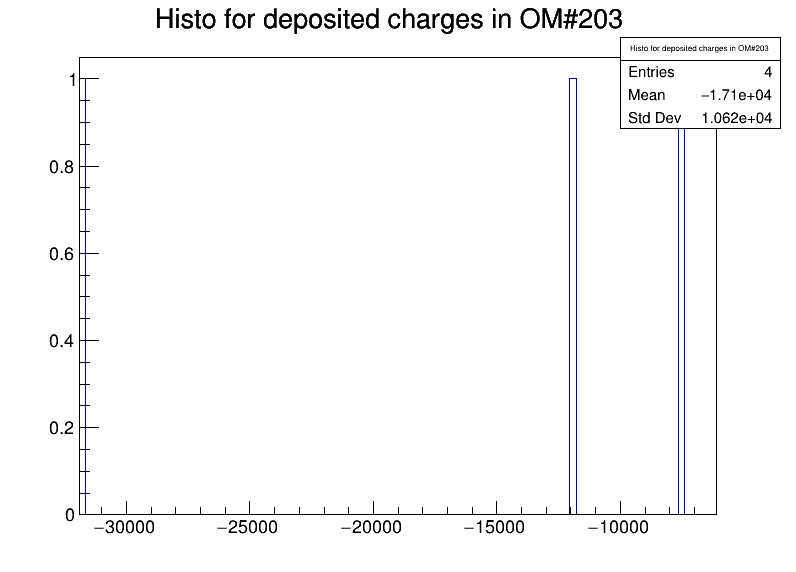 Histo for deposited charges in OM#203
Histo for deposited charges in OM#203
Entries 4
Mean −1.71e+04
Std Dev 1.062e+04
1
0.8
0.6
0.4
0.2
0
−30000 −25000 −20000 −15000 −10000